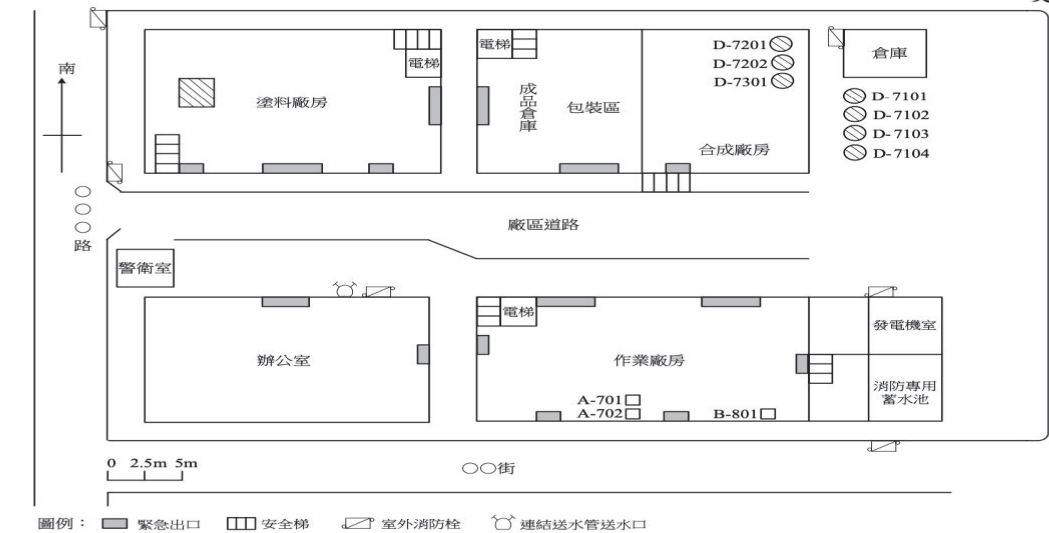 南
○○○路
塗料廠房
電梯
電梯
成品倉庫
包裝區
D-7201
D-7202
D-7301
合成廠房
倉庫
D-7101
D-7102
D-7103
D-7104
廠區道路
警衛室
辦公室
電梯
作業廠房
A-701
A-702
B-801
發電機室
消防專用
蓄水池
0 2.5m 5m
○○街
圖例： 緊急出口 安全梯 室外消防栓 連結送水管送水口